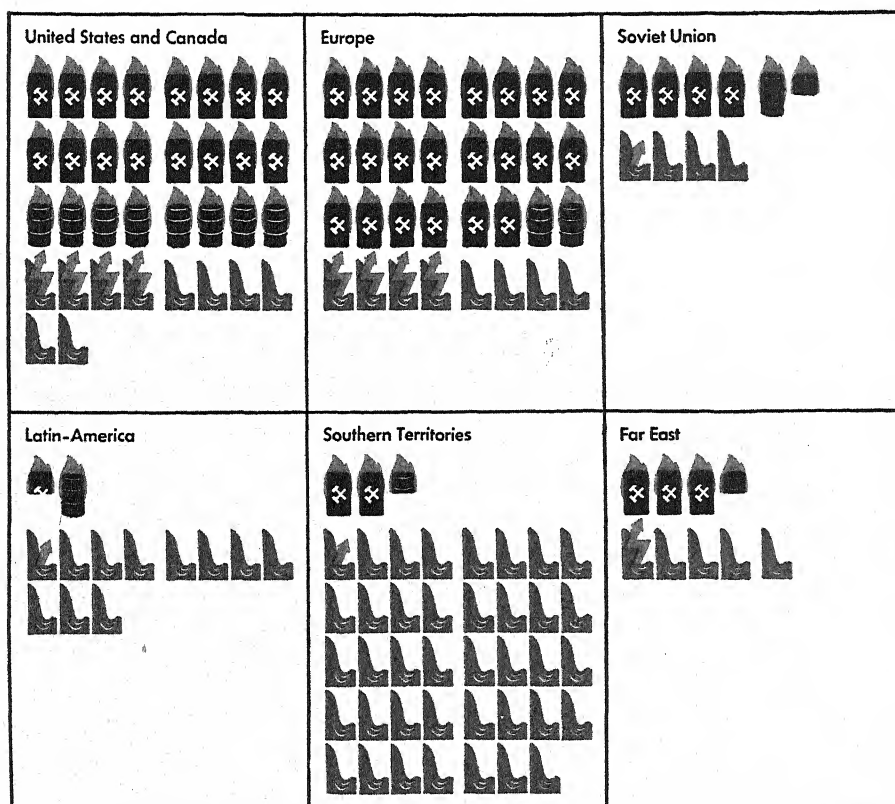 United States and Canada
Europe
Soviet Union
Latin-America
Southern Territories
Far East